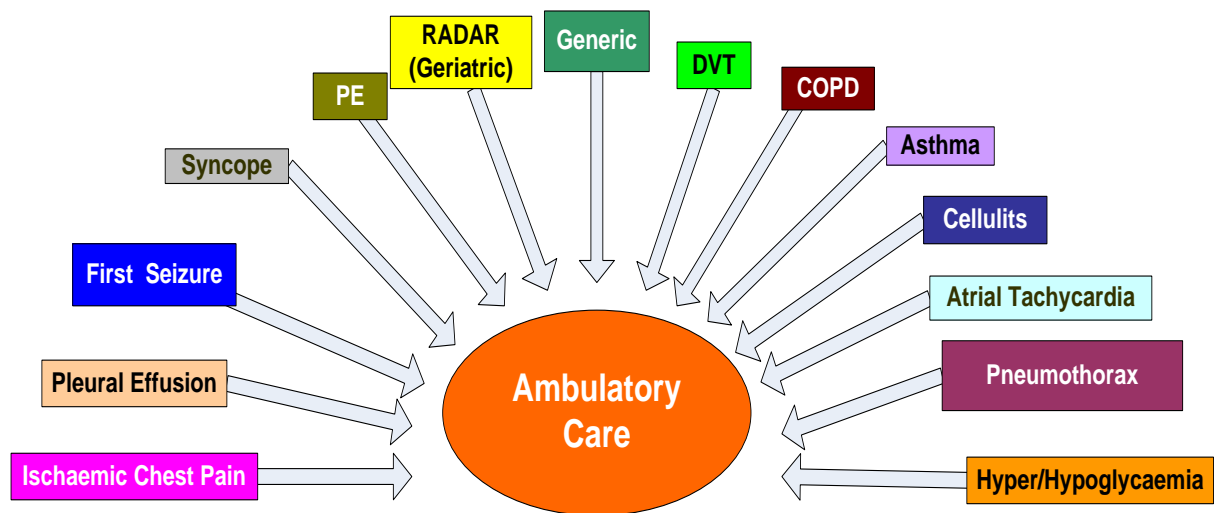 RADAR
(Geriatric)
Generic
DVT
PE
COPD
Asthma
Syncope
Cellulits
First Seizure
Atrial Tachycardia
Pleural Effusion
Pneumothorax
Ambulatory
Care
Ischaemic Chest Pain
Hyper/Hypoglycaemia